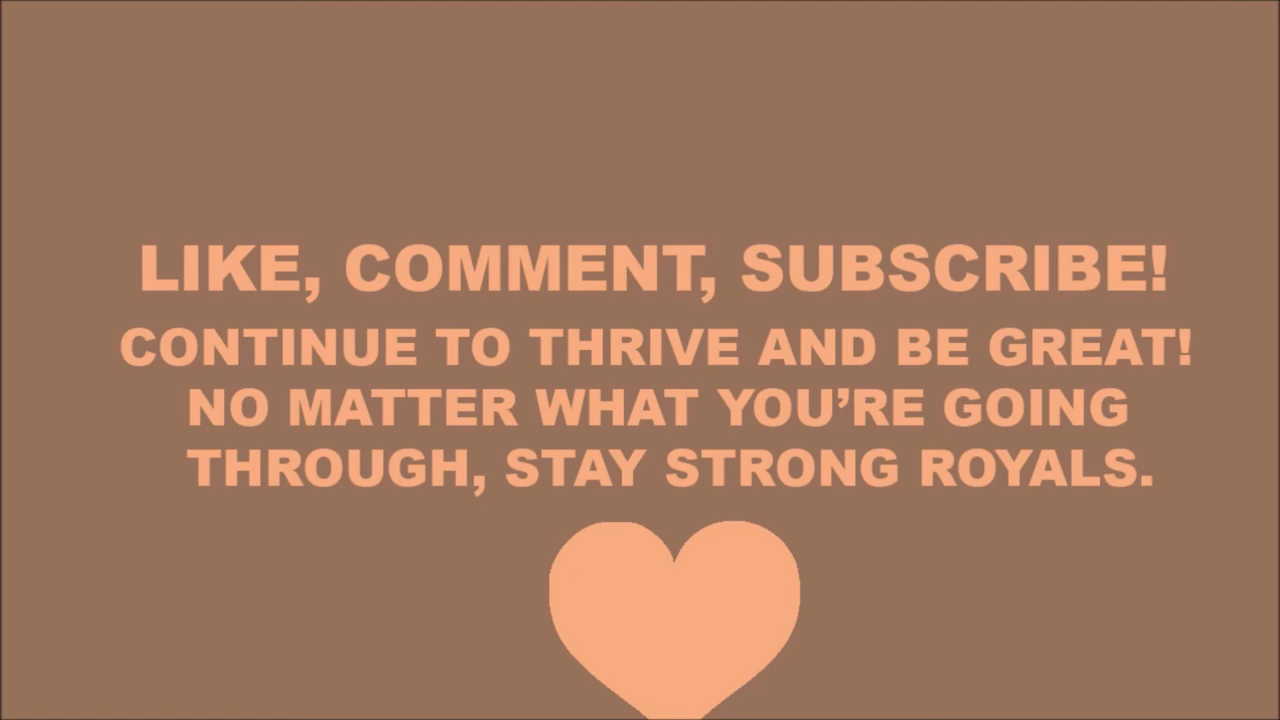 LIKE, COMMENT, SUBSCRIBE!
CONTINUE TO THRIVE AND BE GREAT!
NO MATTER WHAT YOU’RE GOING
THROUGH, STAY STRONG ROYALS.